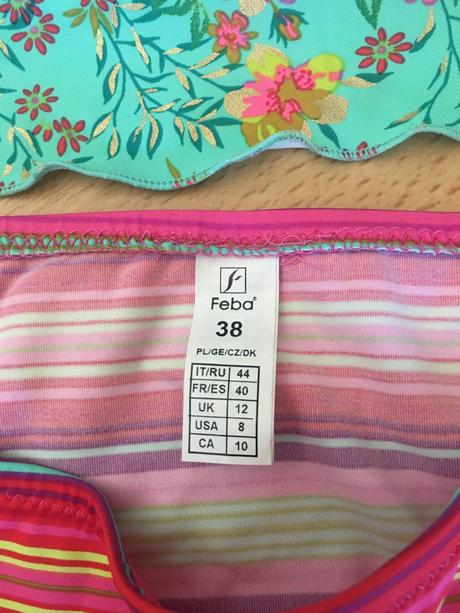 Feba®
38
PL/GE/CZ/DK
IT/RU 44
FR/ES 40
UK 12
USA 8
CA 10